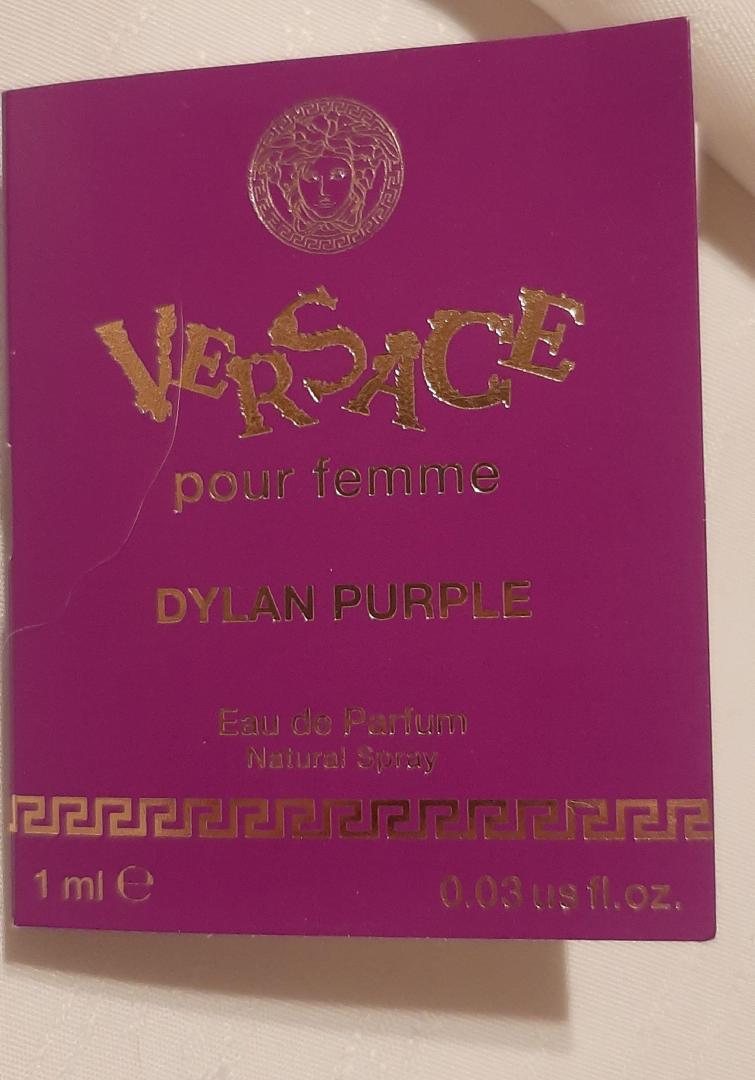 VERSACE
pour femme
DYLAN PURPLE
Eau de Parfum
Natural Spray
1 ml ℮
0.03 us fl.oz.